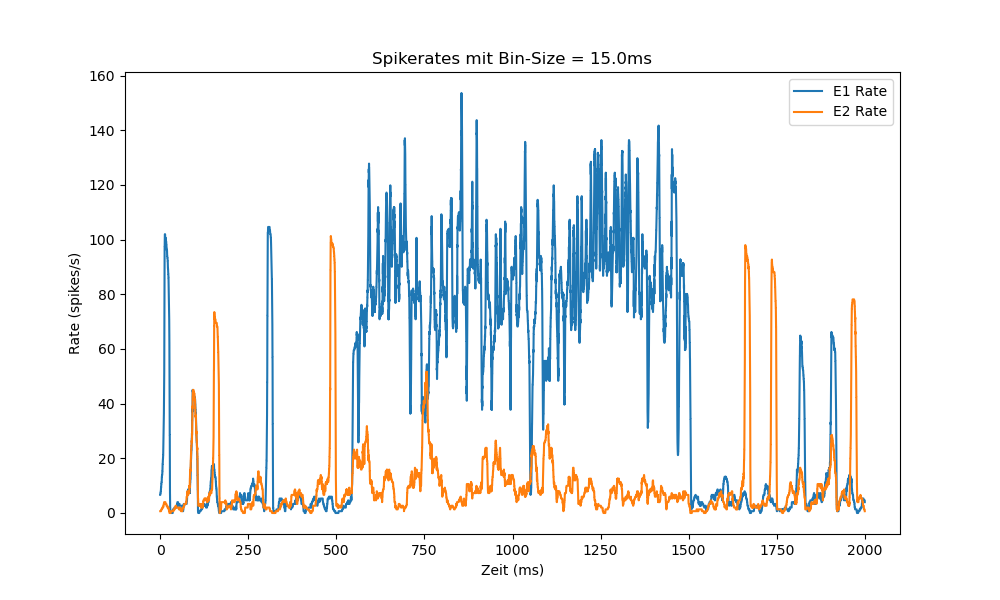 Spikerates mit Bin-Size = 15.0ms
E1 Rate
E2 Rate
160
140
120
100
80
60
40
20
0
Rate (spikes/s)
0 250 500 750 1000 1250 1500 1750 2000
Zeit (ms)